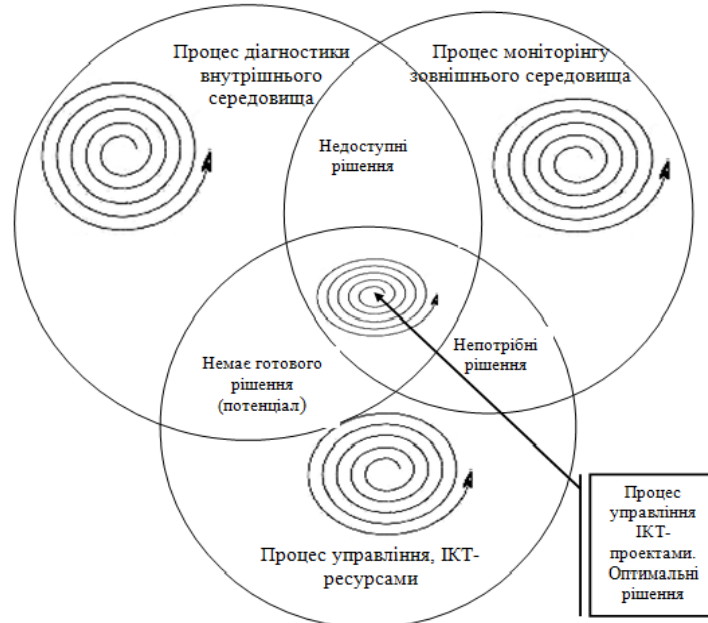 Процес діагностики
внутрішнього
середовища
Процес моніторінгу
зовнішнього середовища
Недоступні
рішення
Немає готового
рішення
(потенціал)
Непотрібні
рішення
Процес управління, ІКТ-
ресурсами
Процес
управління
ІКТ-
проектами.
Оптимальні
рішення